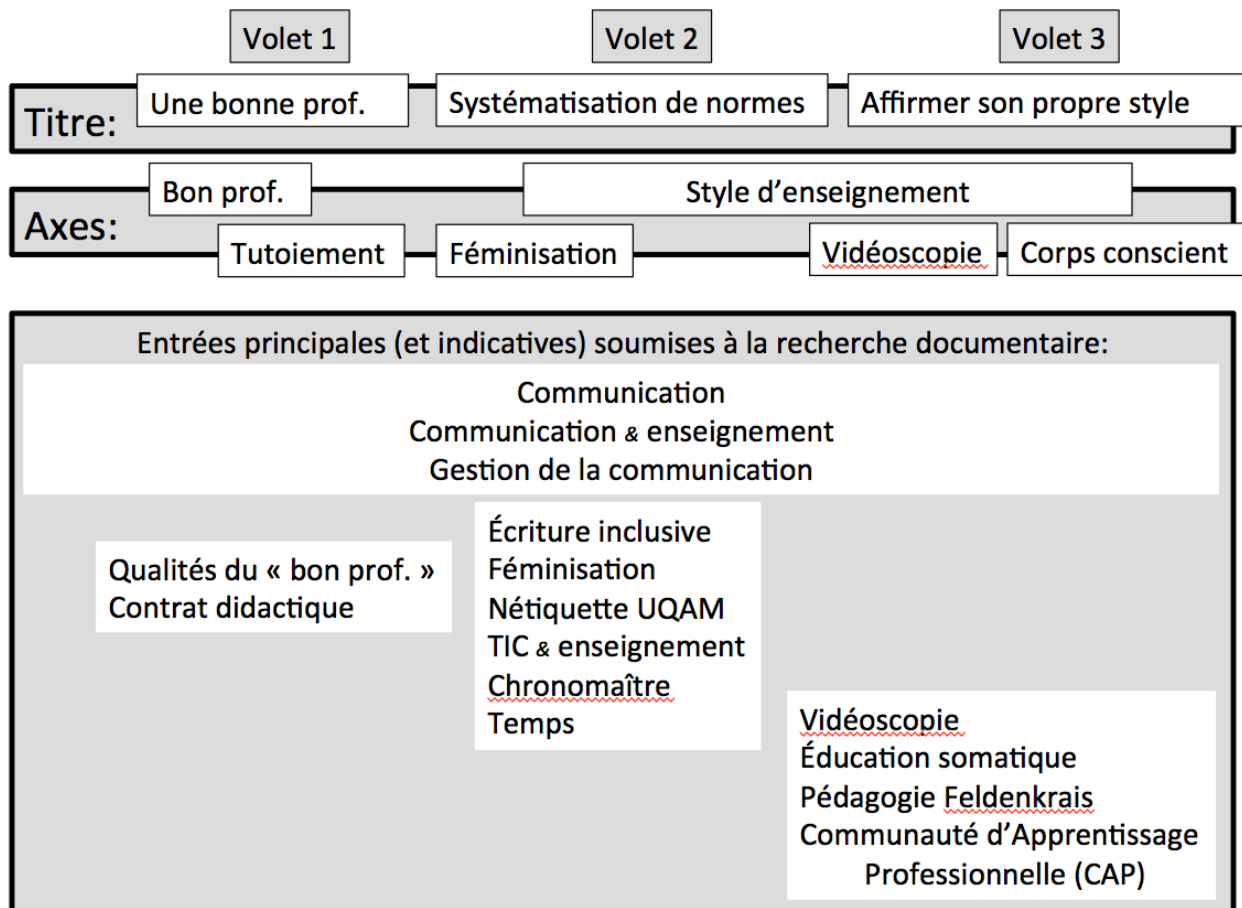 Volet 1
Volet 2
Volet 3
Titre:
Une bonne prof.
Systématisation de normes
Affirmer son propre style
Axes:
Bon prof.
Style d’enseignement
Tutoiement
Féminisation
Vidéoscopie
Corps conscient
Entrées principales (et indicatives) soumises à la recherche documentaire:
Communication
Communication & enseignement
Gestion de la communication
Qualités du « bon prof. »
Contrat didactique
Écriture inclusive
Féminisation
Nétiquette UQAM
TIC & enseignement
Chronomaître
Temps
Vidéoscopie
Éducation somatique
Pédagogie Feldenkrais
Communauté d’Apprentissage
Professionnelle (CAP)